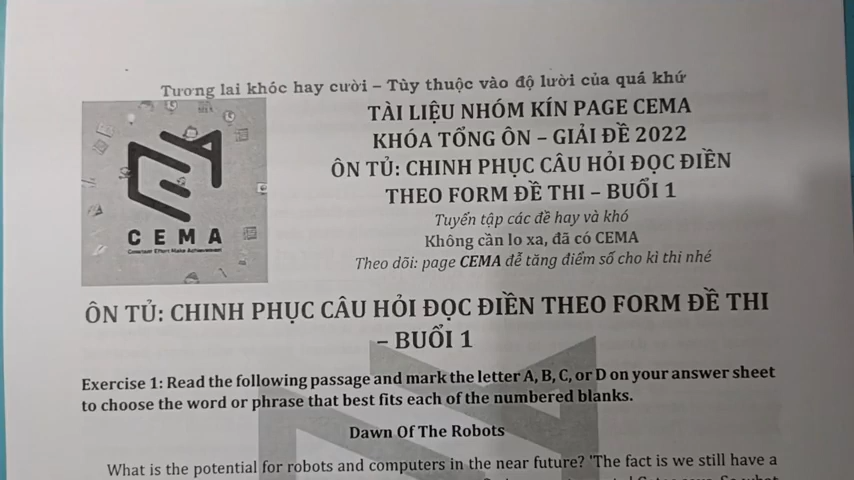 Tương lai khóc hay cười – Tùy thuộc vào độ lười của quá khứ
TÀI LIỆU NHÓM KÍN PAGE CEMA
KHÓA TỔNG ÔN – GIẢI ĐỀ 2022
ÔN TỦ: CHINH PHỤC CÂU HỎI ĐỌC ĐIỀN
THEO FORM ĐỀ THI – BUỔI 1
Tuyển tập các đề hay và khó
Không cần lo xa, đã có CEMA
Theo dõi: page CEMA để tăng điểm số cho kì thi nhé
CEMA
Constant Effort Make Achievement
ÔN TỦ: CHINH PHỤC CÂU HỎI ĐỌC ĐIỀN THEO FORM ĐỀ THI
– BUỔI 1
Exercise 1: Read the following passage and mark the letter A, B, C, or D on your answer sheet
to choose the word or phrase that best fits each of the numbered blanks.
Dawn Of The Robots
What is the potential for robots and computers in the near future? 'The fact is we still have a